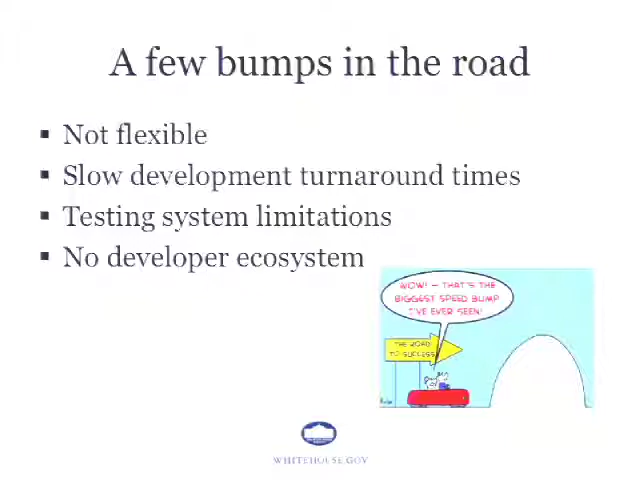 A few bumps in the road
Not flexible
Slow development turnaround times
Testing system limitations
No developer ecosystem
WOW! - THAT'S THE
BIGGEST SPEED BUMP
I'VE EVER SEEN!
THE ROAD
TO SUCCESS
WHITEHOUSE.GOV